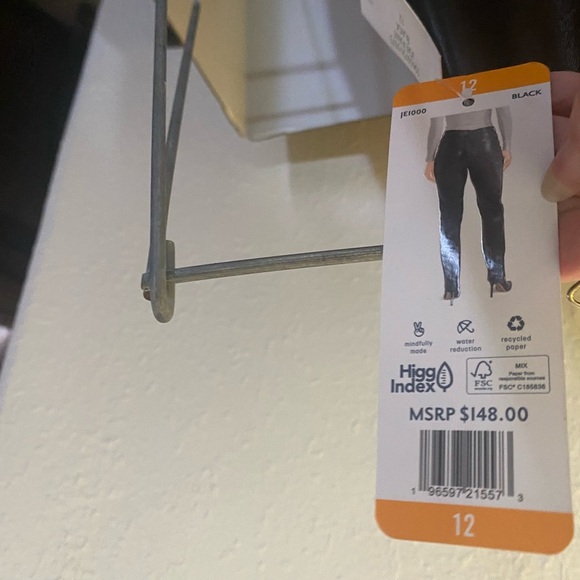 12
JE1000
BLACK
mindfully
made
water
reduction
recycled
paper
Higg
Index
FSC
MIX
Paper from
responsible sources
FSC® C185836
MSRP $148.00
1 96597 21557 3
12